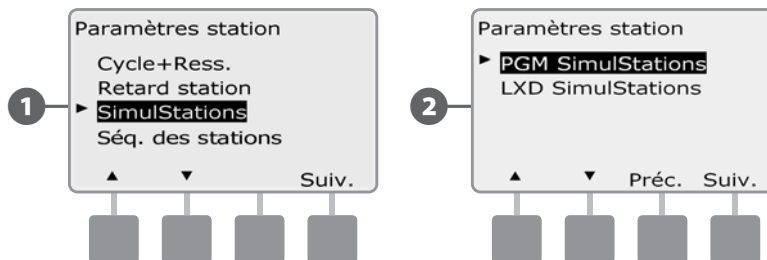 1
Paramètres station
Cycle+Ress.
Retard station
► SimulStations
Séq. des stations
▲ ▼ Suiv.
2
Paramètres station
► PGM SimulStations
LXD SimulStations
▲ ▼ Préc. Suiv.